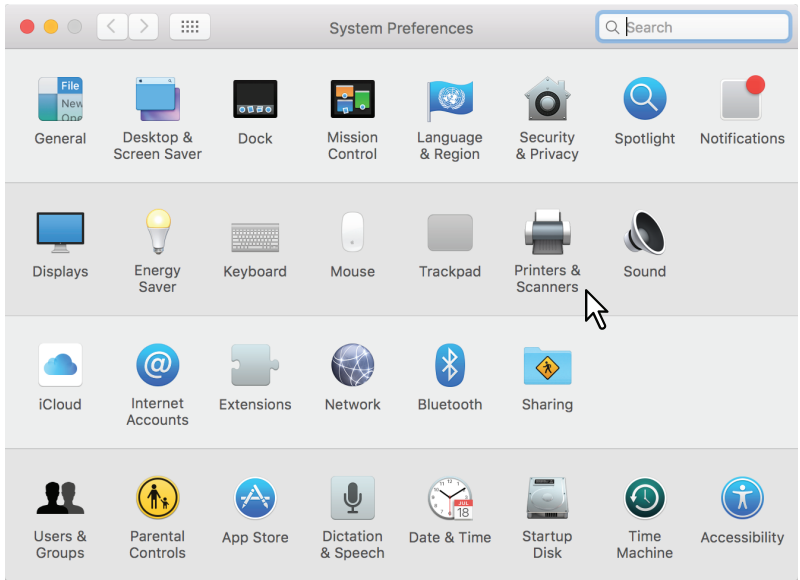 System Preferences
Search
File
New
Ope
General
Desktop &
Screen Saver
Dock
Mission
Control
Language
& Region
Security
& Privacy
Spotlight
Notifications
Displays
Energy
Saver
Keyboard
Mouse
Trackpad
Printers &
Scanners
Sound
iCloud
@
Internet
Accounts
Extensions
Network
Bluetooth
Sharing
Users &
Groups
Parental
Controls
App Store
Dictation
& Speech
JUL
18
Date & Time
Startup
Disk
Time
Machine
Accessibility